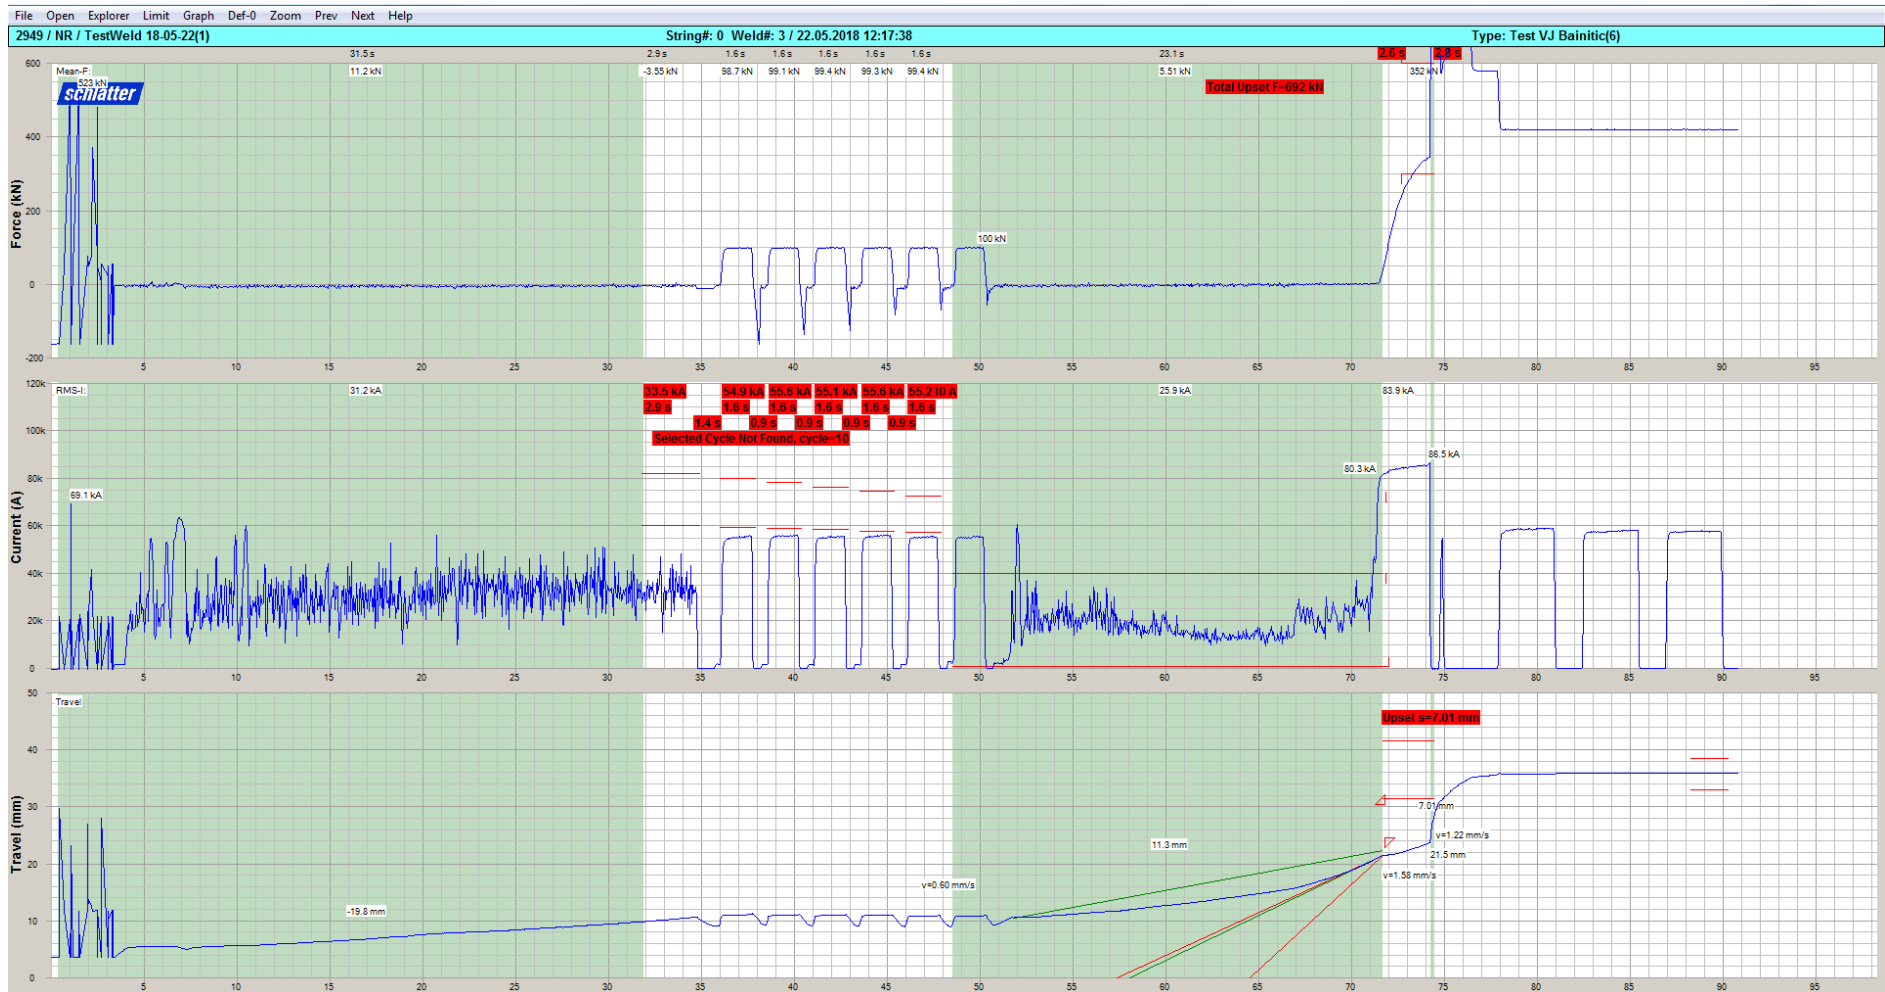 File Open Explorer Limit Graph Def-0 Zoom Prev Next Help
2949 / NR / TestWeld 18-05-22(1) String#: 0 Weld#: 3 / 22.05.2018 12:17:38 Type: Test VJ Bainitic(6)
31.5 s 2.9 s 1.6 s 1.6 s 1.6 s 1.6 s 1.6 s 23.1 s 2.6 s 2.8 s
600 Mean-F: 11.2 kN -3.55 kN 98.7 kN 99.1 kN 99.4 kN 99.3 kN 99.4 kN 5.51 kN 352 kN
523 kN
schlatter
Total Upset F=692 kN
400
200
100 kN
0
-200
Force (kN)
5 10 15 20 25 30 35 40 45 50 55 60 65 70 75 80 85 90 95
120k RMS-I: 31.2 kA 33.5 kA 54.9 kA 55.6 kA 55.1 kA 55.6 kA 55.2 I0 A 25.9 kA 83.9 kA
2.9 s 1.6 s 1.6 s 1.6 s 1.6 s 1.6 s
1.4 s 0.9 s 0.9 s 0.9 s 0.9 s
100k
Selected Cycle Not Found, cycle=10
86.5 kA
80.3 kA
80k
69.1 kA
60k
40k
20k
0
Current (A)
5 10 15 20 25 30 35 40 45 50 55 60 65 70 75 80 85 90 95
50
Travel
Upset s=7.01 mm
40
30
7.01mm
v=1.22 mm/s
11.3 mm
21.5 mm
20
v=1.58 mm/s
v=0.60 mm/s
-19.8 mm
10
0
Travel (mm)
5 10 15 20 25 30 35 40 45 50 55 60 65 70 75 80 85 90 95